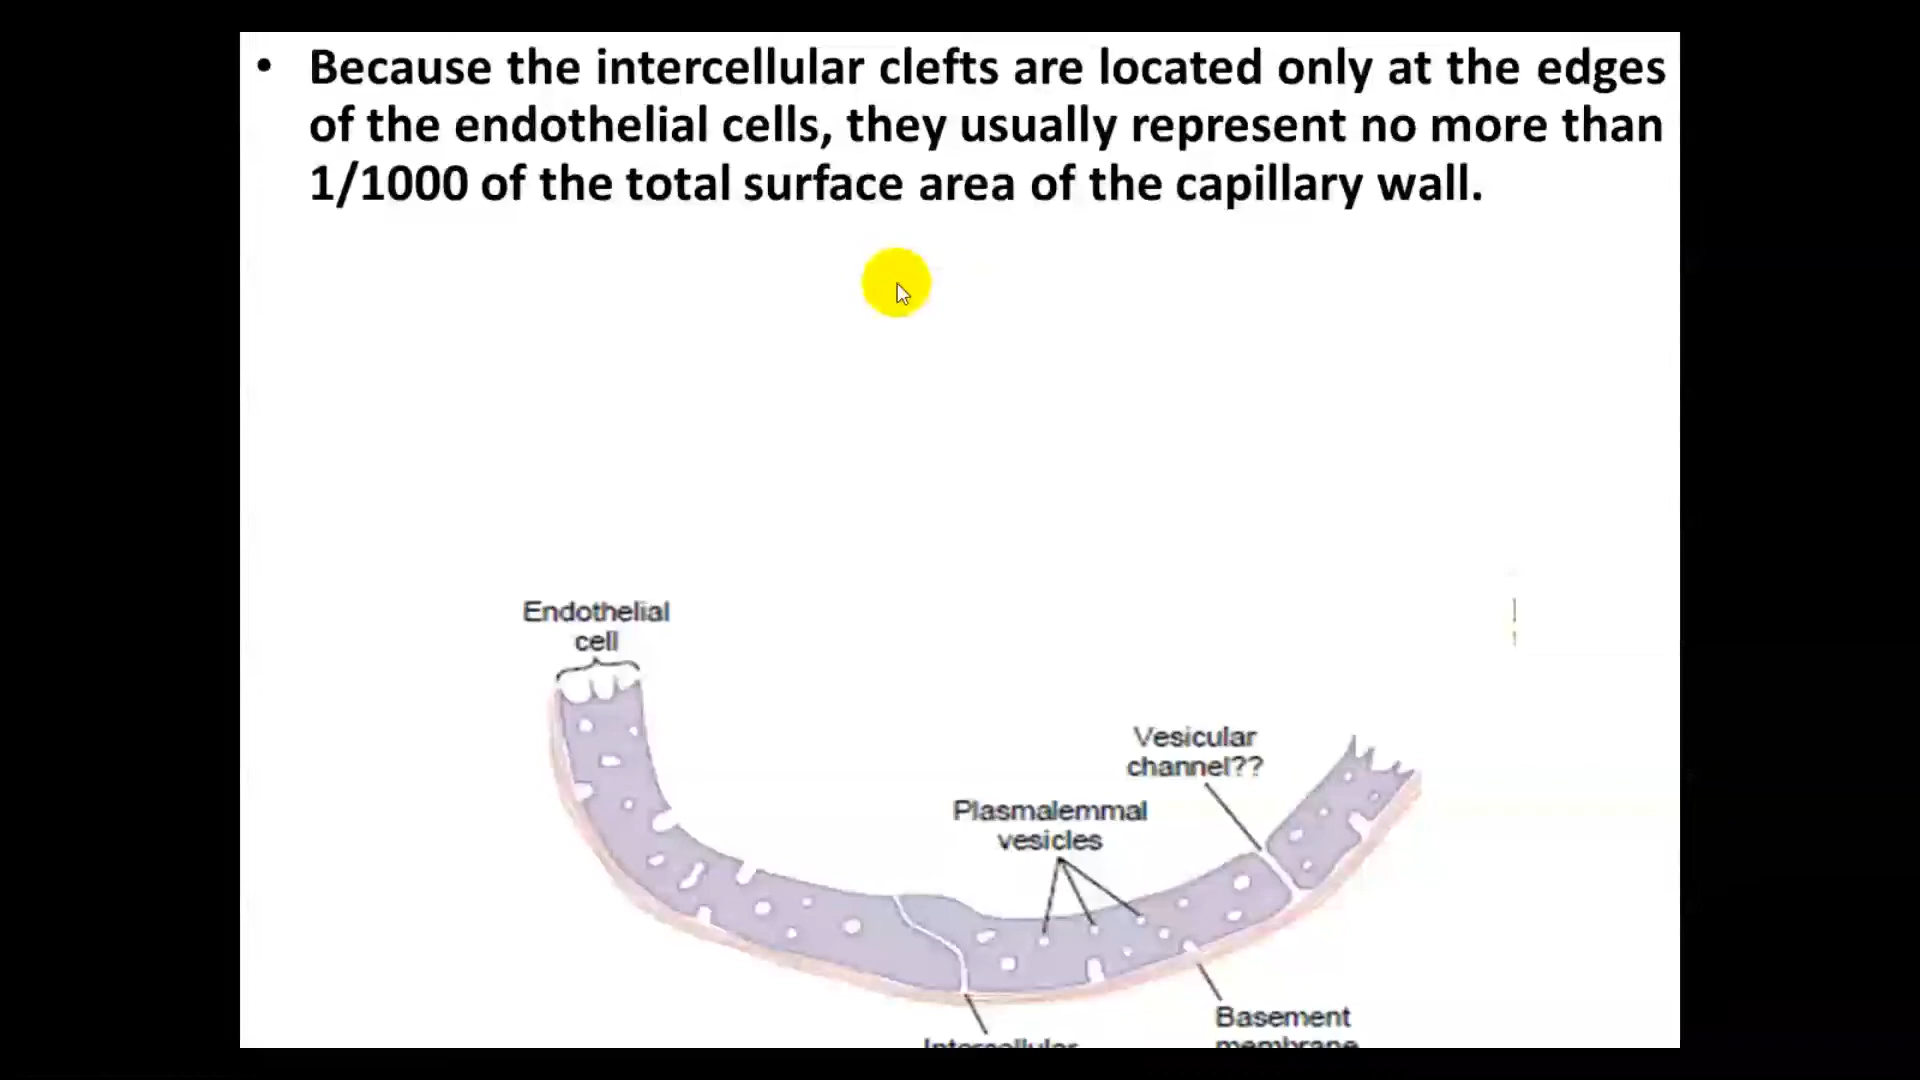 • Because the intercellular clefts are located only at the edges
of the endothelial cells, they usually represent no more than
1/1000 of the total surface area of the capillary wall.
Endothelial
cell
Vesicular
channel??
Plasmalemmal
vesicles
Basement
membrane
Intercellular